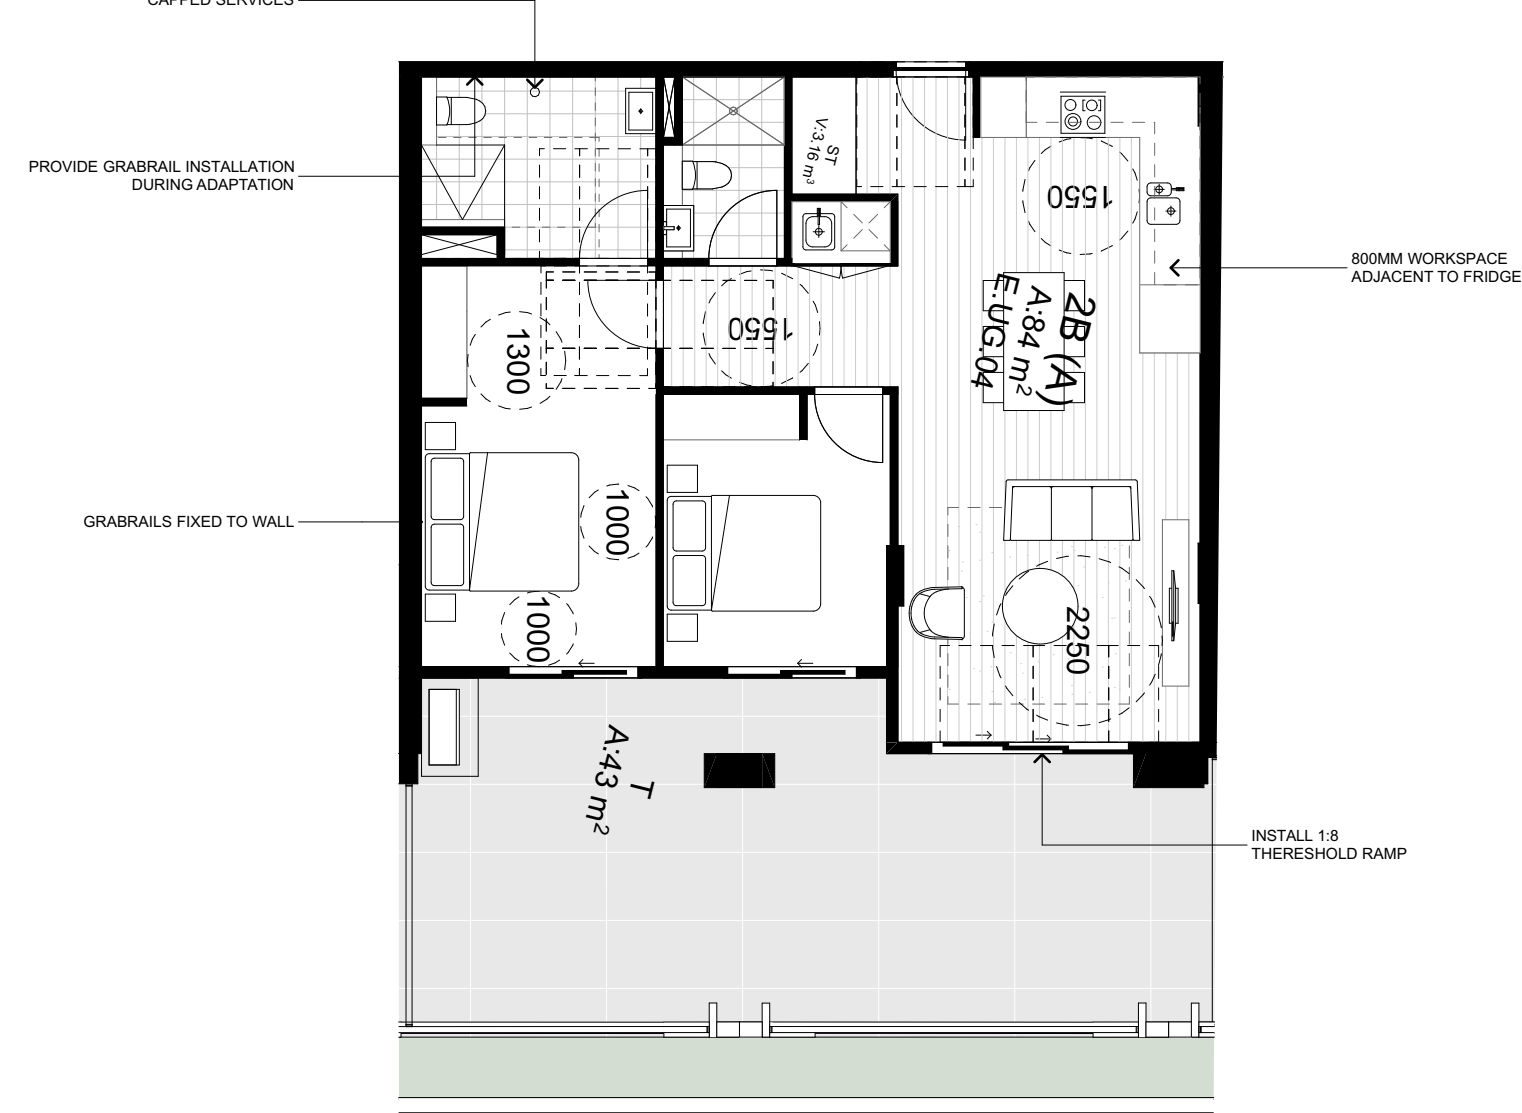 CAPPED SERVICES
PROVIDE GRABRAIL INSTALLATION
DURING ADAPTATION
ST
V:3.16 m³
1550
800MM WORKSPACE
ADJACENT TO FRIDGE
2B (A)
A:84 m²
E.UG.04
1550
1300
GRABRAILS FIXED TO WALL
1000
1000
2250
T
A:43 m²
INSTALL 1:8
THERESHOLD RAMP